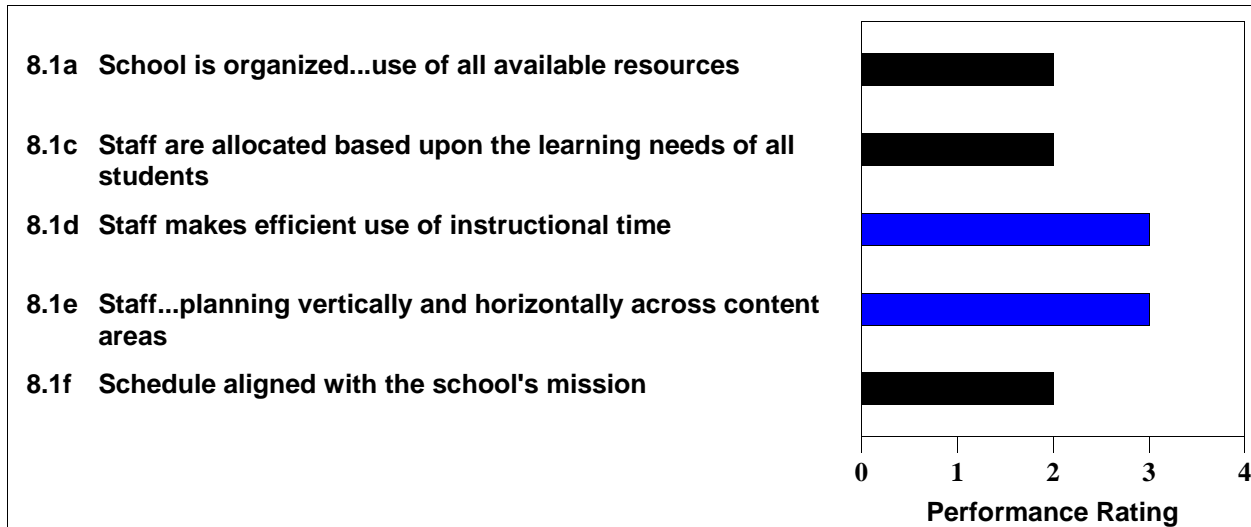 8.1a School is organized...use of all available resources
8.1c Staff are allocated based upon the learning needs of all
students
8.1d Staff makes efficient use of instructional time
8.1e Staff...planning vertically and horizontally across content
areas
8.1f Schedule aligned with the school's mission
0 1 2 3 4
Performance Rating